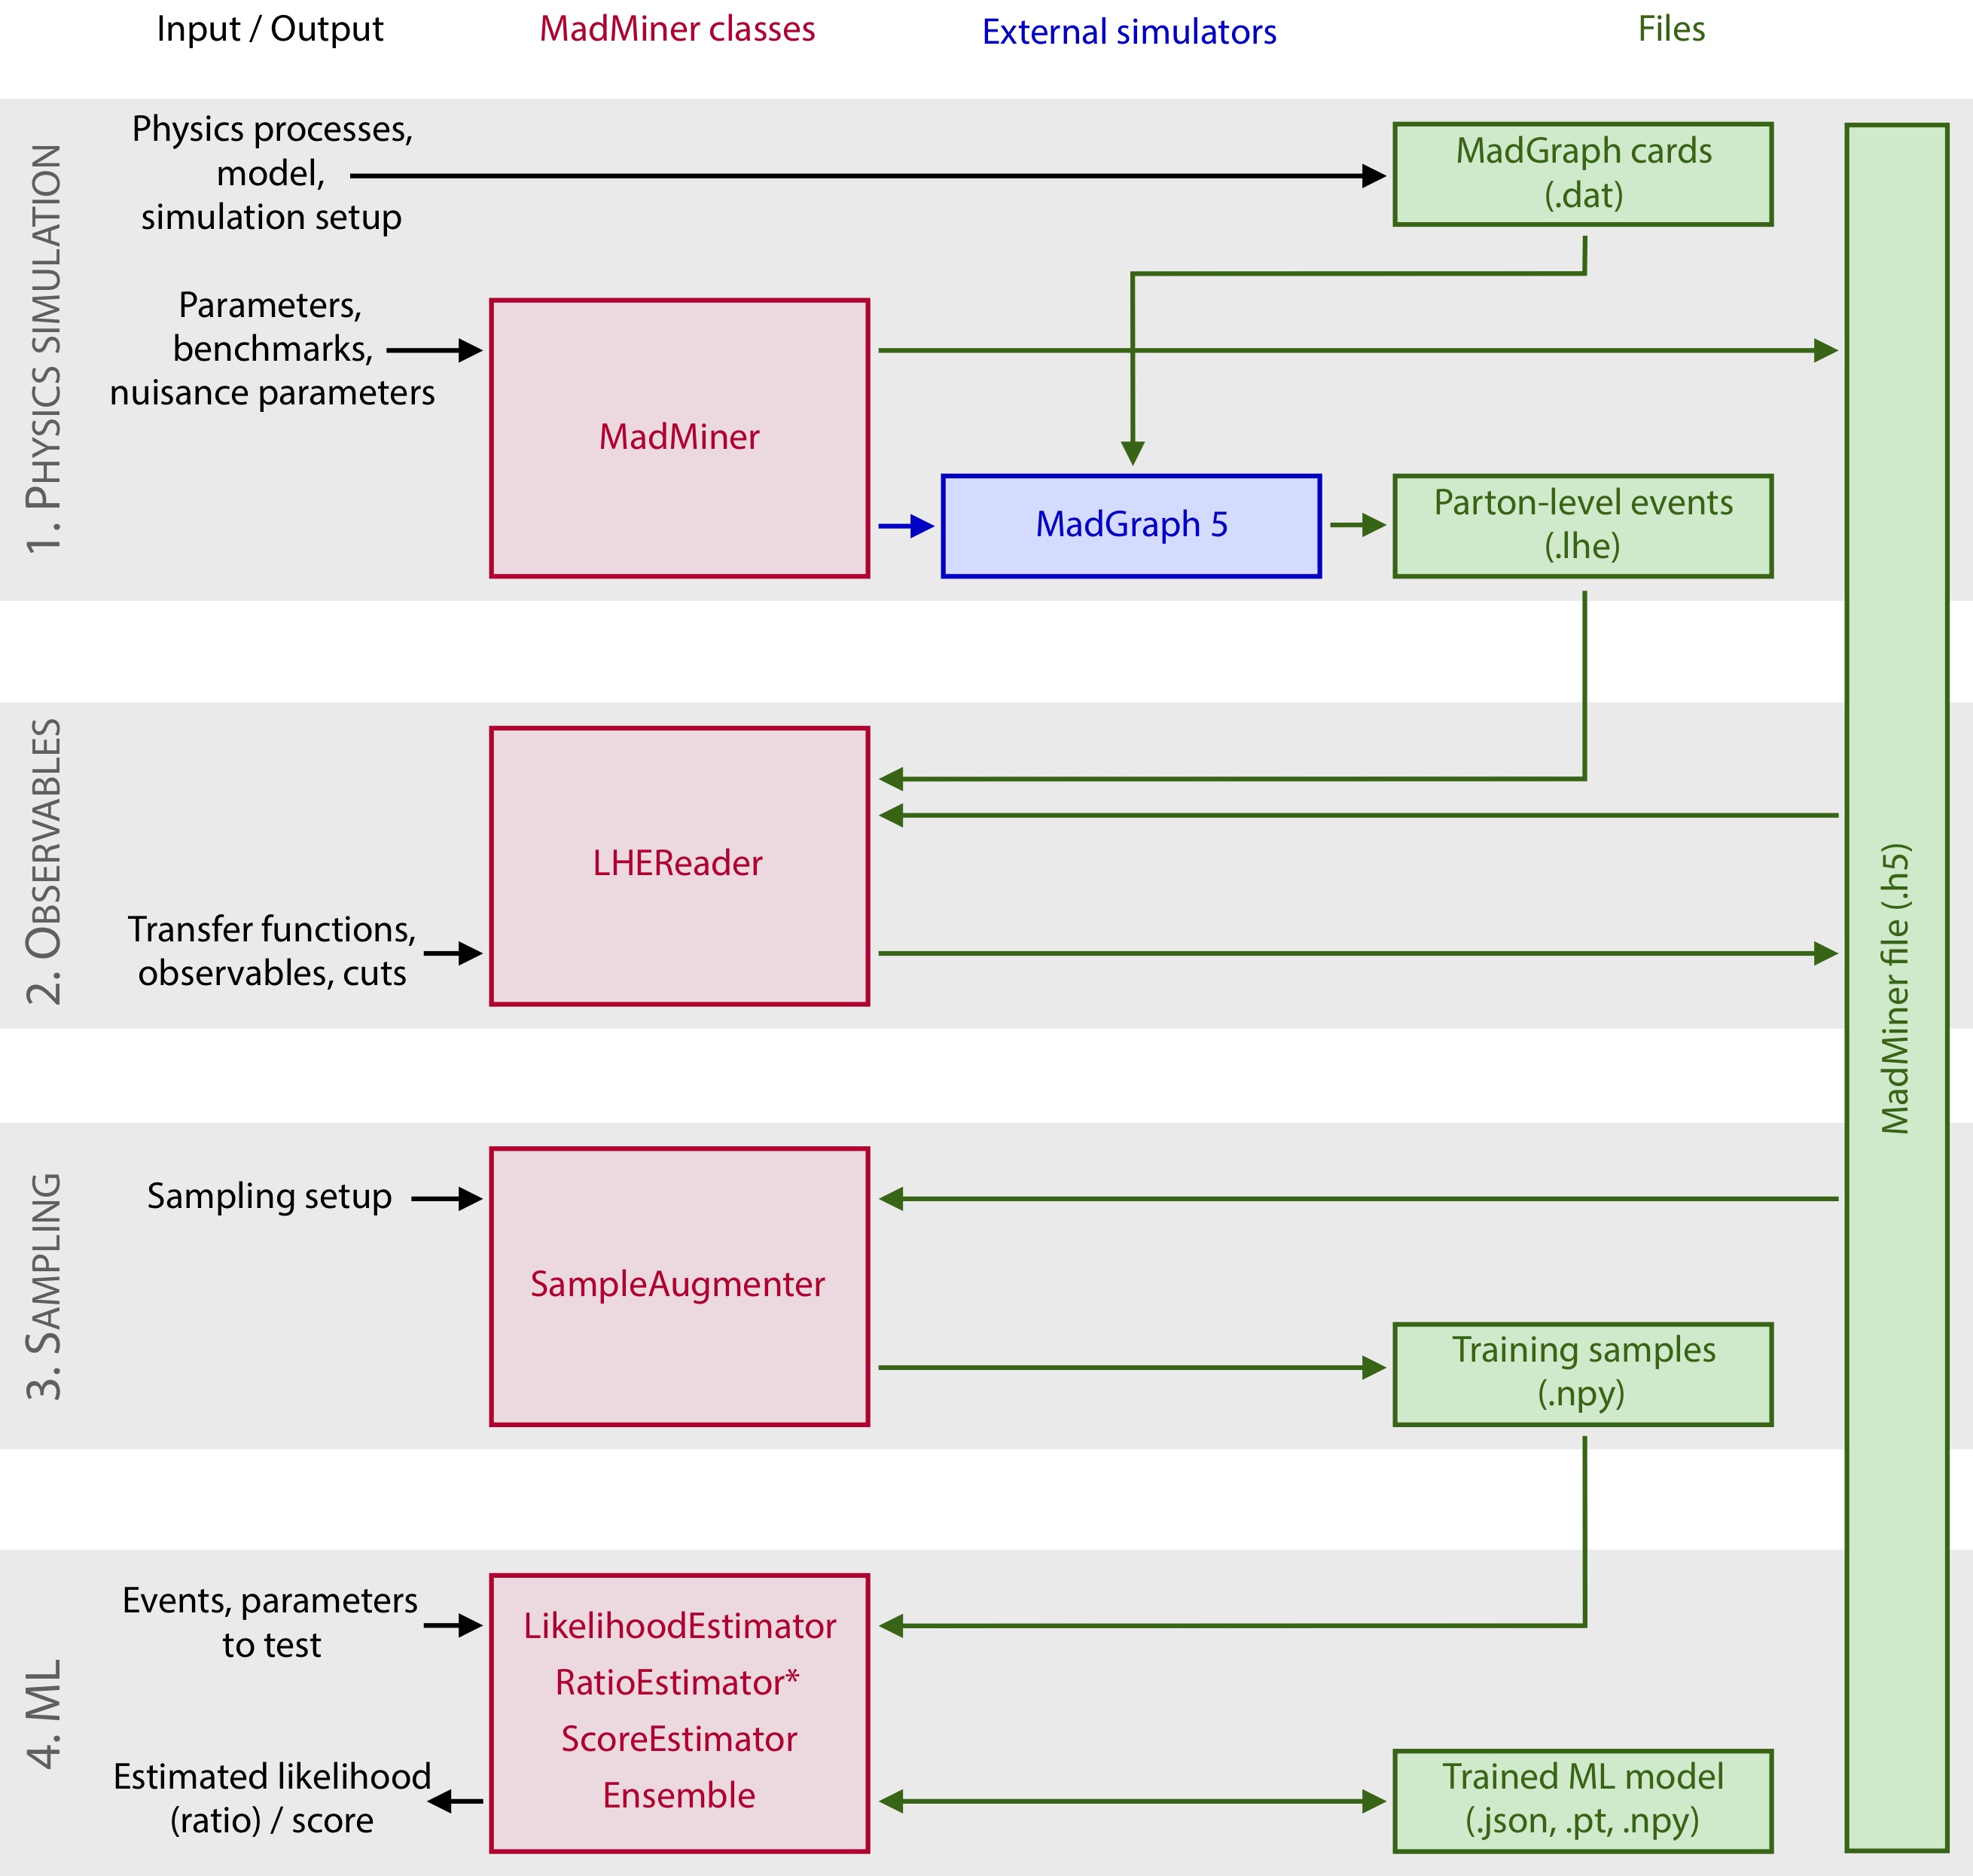 Input / Output
MadMiner classes
External simulators
Files
1. PHYSICS SIMULATION
Physics processes,
model,
simulation setup
MadGraph cards
(.dat)
Parameters,
benchmarks,
nuisance parameters
MadMiner
MadGraph 5
Parton-level events
(.lhe)
2. OBSERVABLES
LHEReader
Transfer functions,
observables, cuts
MadMiner file (.h5)
3. SAMPLING
Sampling setup
SampleAugmenter
Training samples
(.npy)
4. ML
Events, parameters
to test
LikelihoodEstimator
RatioEstimator*
ScoreEstimator
Ensemble
Estimated likelihood
(ratio) / score
Trained ML model
(.json, .pt, .npy)